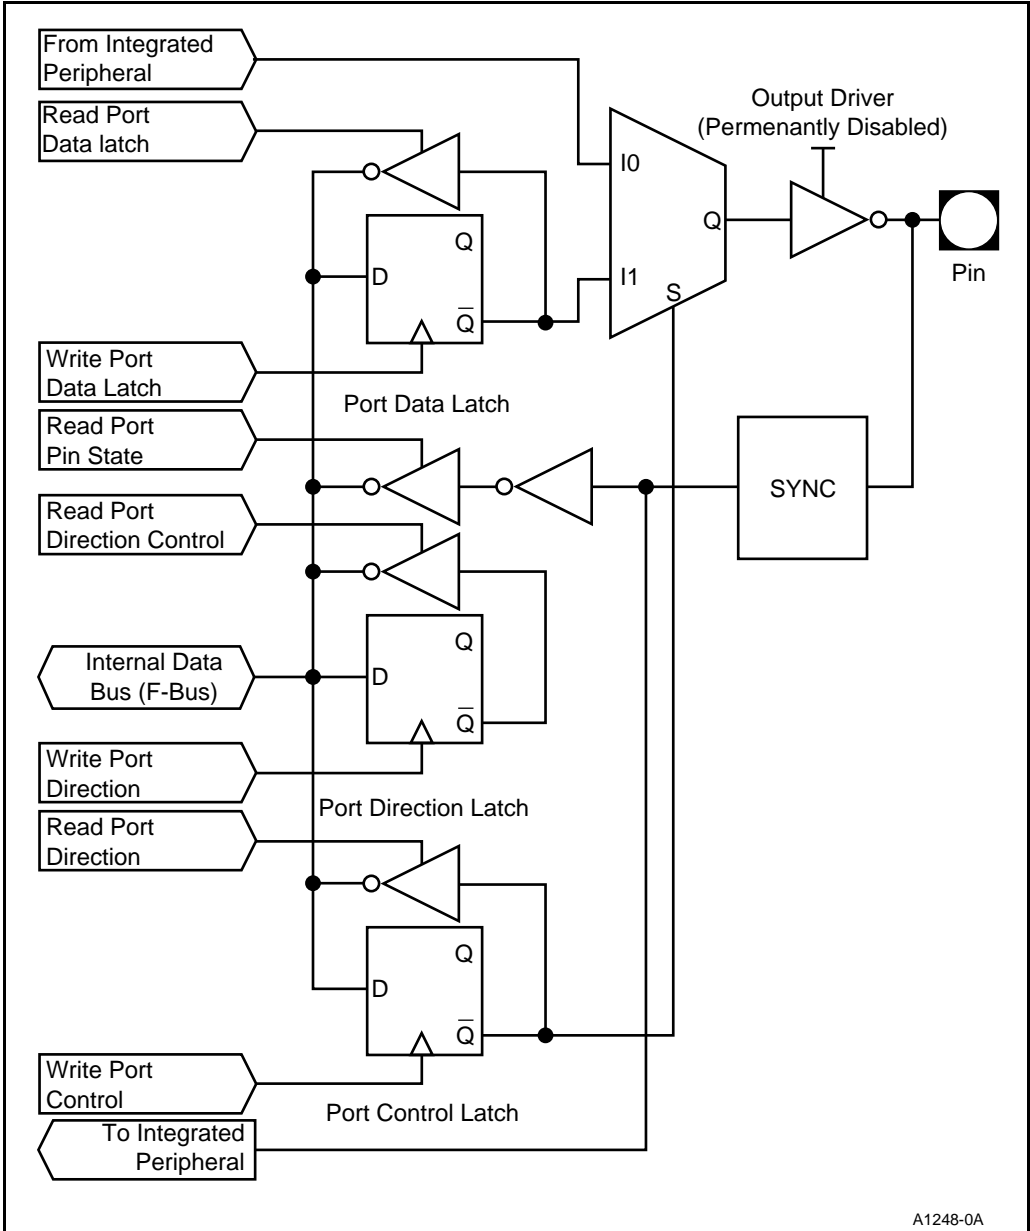 From Integrated
Peripheral
Read Port
Data latch
Output Driver
(Permenantly Disabled)
I0
Q
Q
D
I1
S
Q̅
Pin
Write Port
Data Latch
Port Data Latch
Read Port
Pin State
SYNC
Read Port
Direction Control
Q
Internal Data
Bus (F-Bus)
D
Q̅
Write Port
Direction
Port Direction Latch
Read Port
Direction
Q
D
Q̅
Write Port
Control
Port Control Latch
To Integrated
Peripheral
A1248-0A